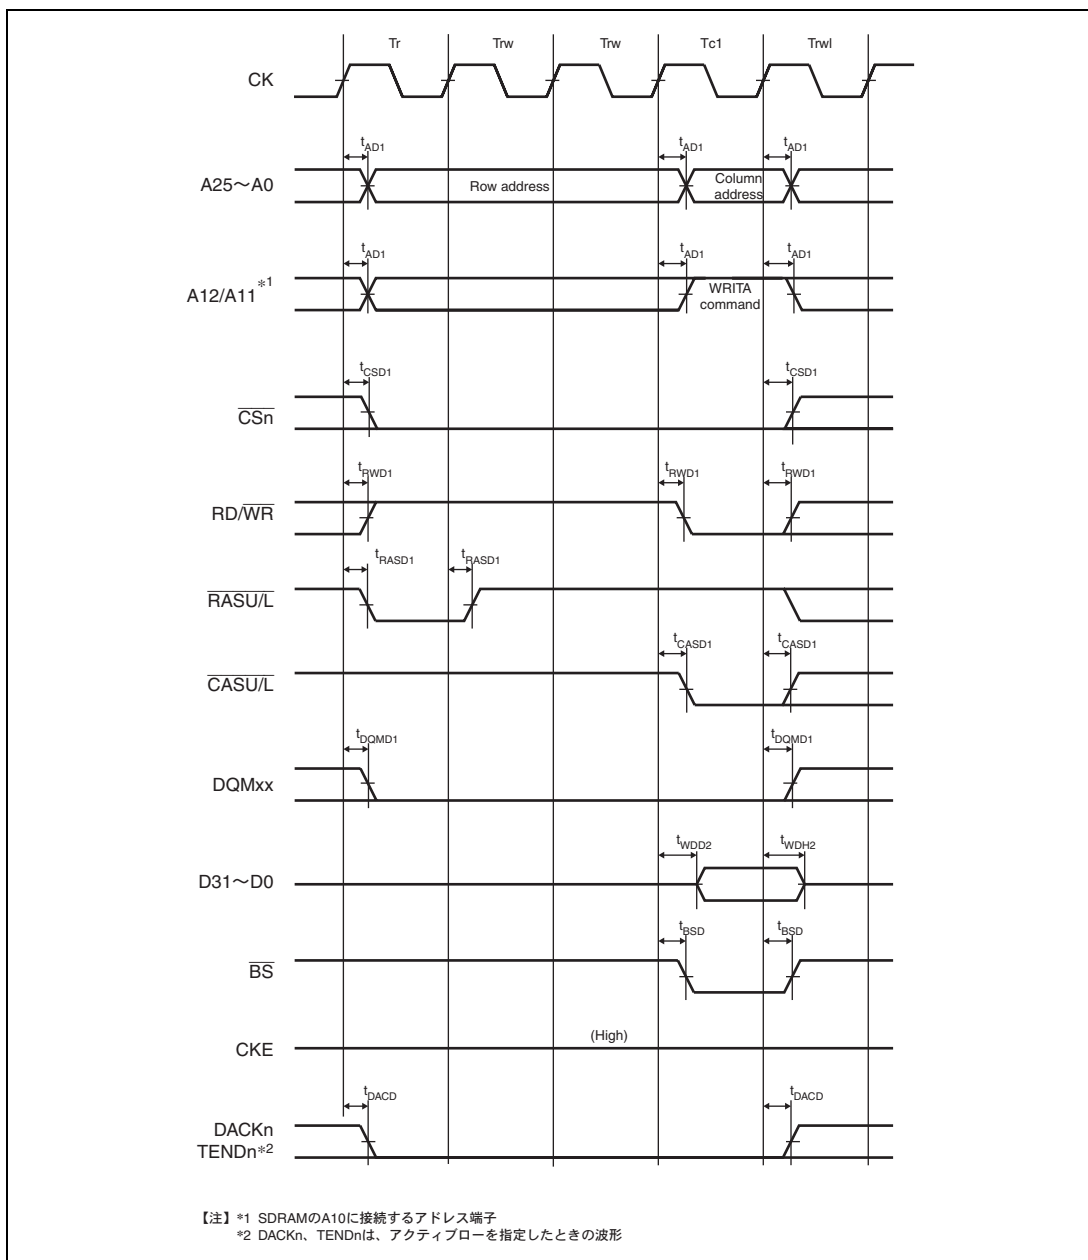 Tr Trw Trw Tc1 Trwl
CK
tAD1 tAD1 tAD1
A25〜A0 Row address Column address
tAD1 tAD1 tAD1
A12/A11*1 WRITA command
tCSD1 tCSD1
CSn
tRWD1 tRWD1 tRWD1
RD/WR
tRASD1 tRASD1
RASU/L
tCASD1 tCASD1
CASU/L
tDQMD1 tDQMD1
DQMxx
tWDD2 tWDH2
D31〜D0
tBSD tBSD
BS
(High)
CKE
tDACD tDACD
DACKn
TENDn*2
【注】 *1 SDRAMのA10に接続するアドレス端子
*2 DACKn、TENDnは、アクティブローを指定したときの波形